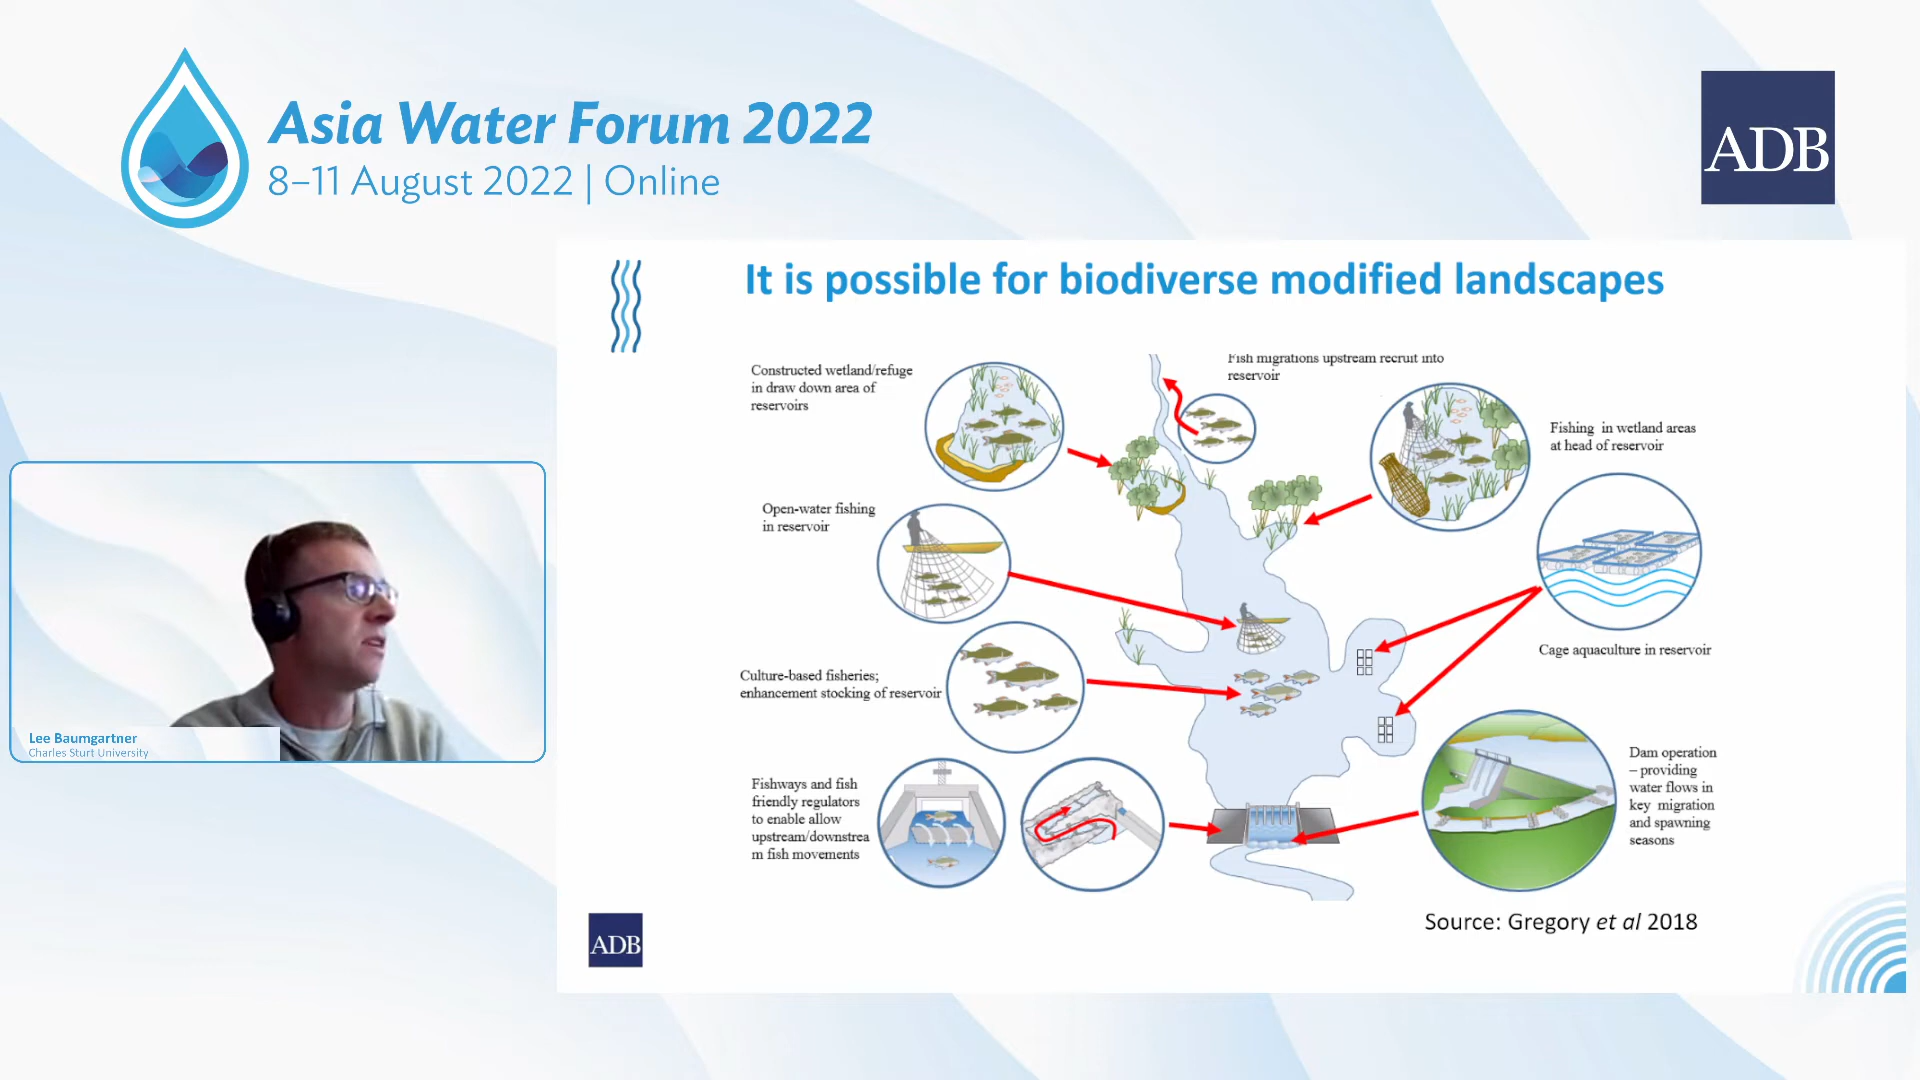 Asia Water Forum 2022
8–11 August 2022 | Online
ADB
It is possible for biodiverse modified landscapes
Constructed wetland/refuge
in draw down area of
reservoirs
Fish migrations upstream recruit into
reservoir
Fishing in wetland areas
at head of reservoir
Open-water fishing
in reservoir
Cage aquaculture in reservoir
Culture-based fisheries;
enhancement stocking of reservoir
Fishways and fish
friendly regulators
to enable allow
upstream/downstrea
m fish movements
Dam operation
– providing
water flows in
key migration
and spawning
seasons
Source: Gregory et al 2018
ADB
Lee Baumgartner
Charles Sturt University